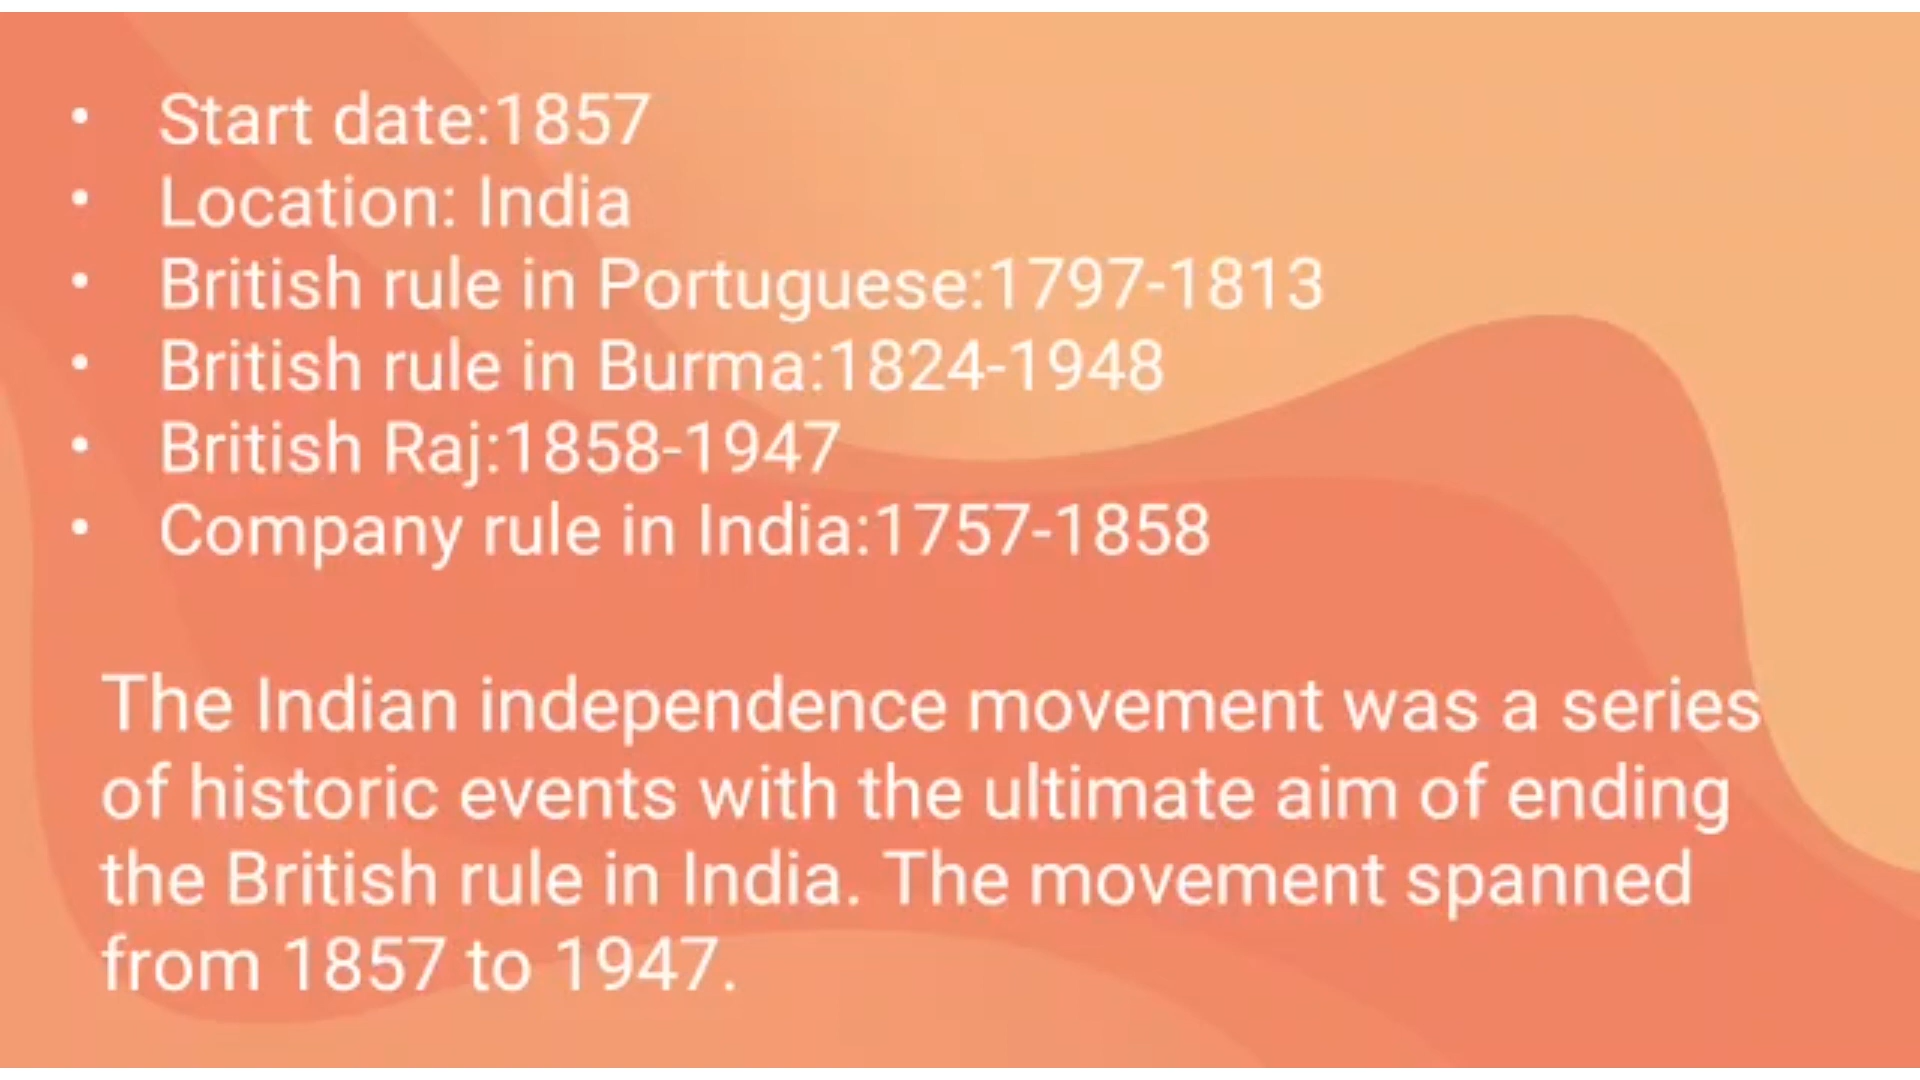 • Start date:1857
• Location: India
• British rule in Portuguese:1797-1813
• British rule in Burma:1824-1948
• British Raj:1858-1947
• Company rule in India:1757-1858
The Indian independence movement was a series
of historic events with the ultimate aim of ending
the British rule in India. The movement spanned
from 1857 to 1947.